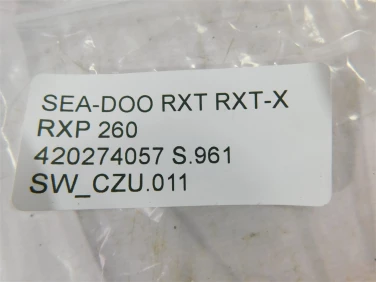 SEA-DOO RXT RXT-X
RXP 260
420274057 S.961
SW_CZU.011